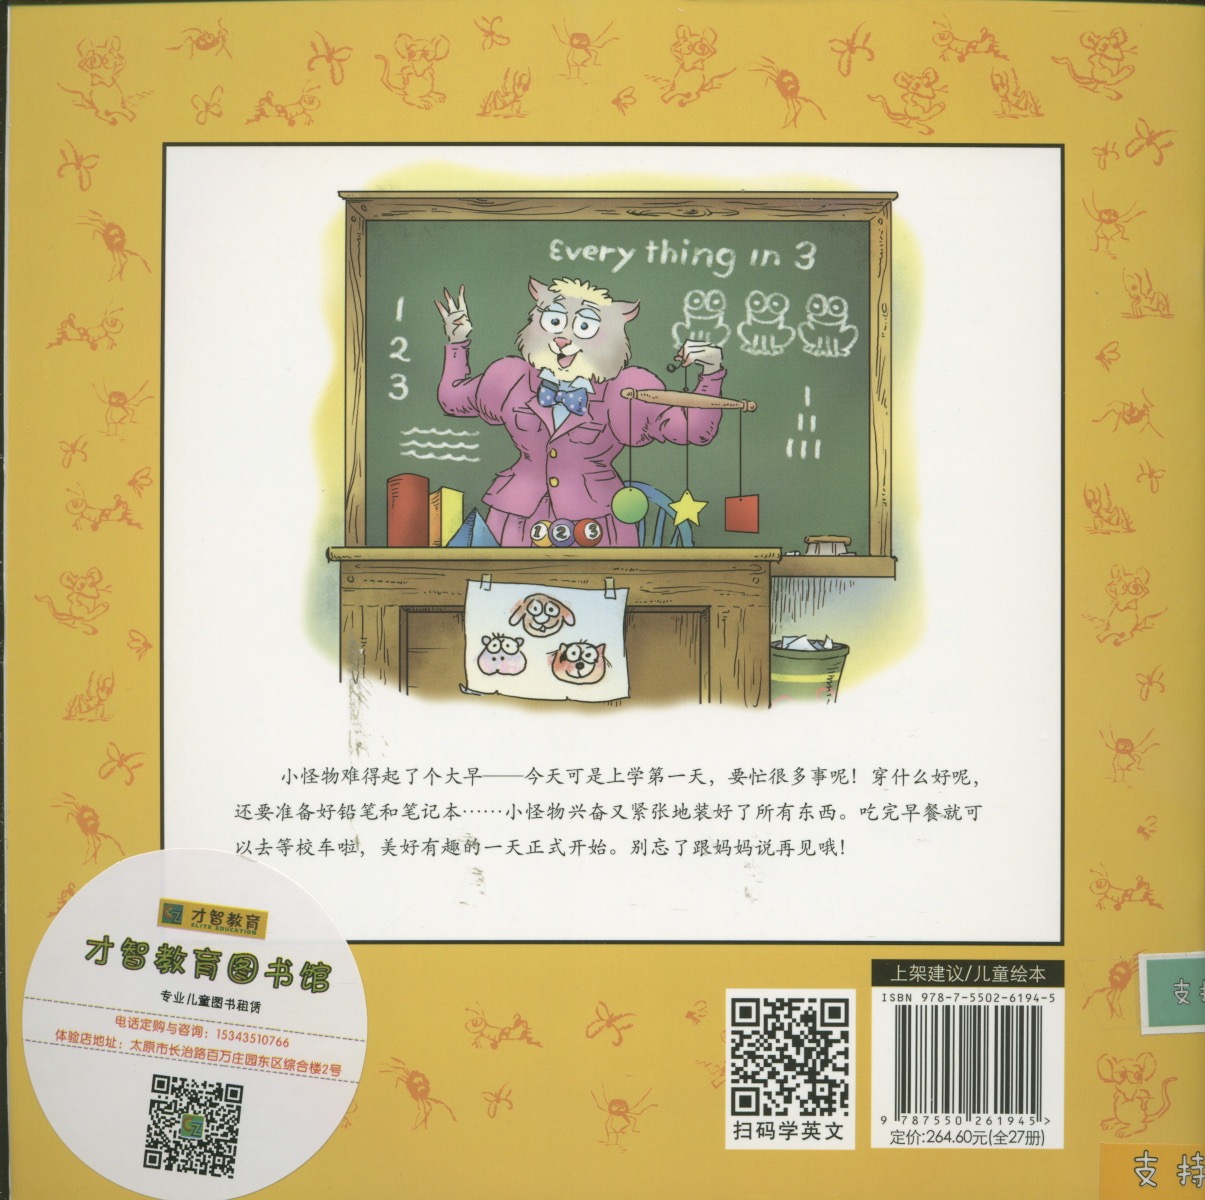 Every thing in 3
1
2
3
1 2 3
小怪物难得起了个大早——今天可是上学第一天，要忙很多事呢！穿什么好呢，
还要准备好铅笔和笔记本……小怪物兴奋又紧张地装好了所有东西。吃完早餐就可
以去等校车啦，美好有趣的一天正式开始。别忘了跟妈妈说再见哦！
才智教育
ELITE EDUCATION
才智教育图书馆
专业儿童图书租赁
电话定购与咨询：15343510766
体验店地址：太原市长治路百万庄园东区综合楼2号
扫码学英文
上架建议/儿童绘本
ISBN 978-7-5502-6194-5
9 787550 261945 >
定价:264.60元(全27册)
支持
支持